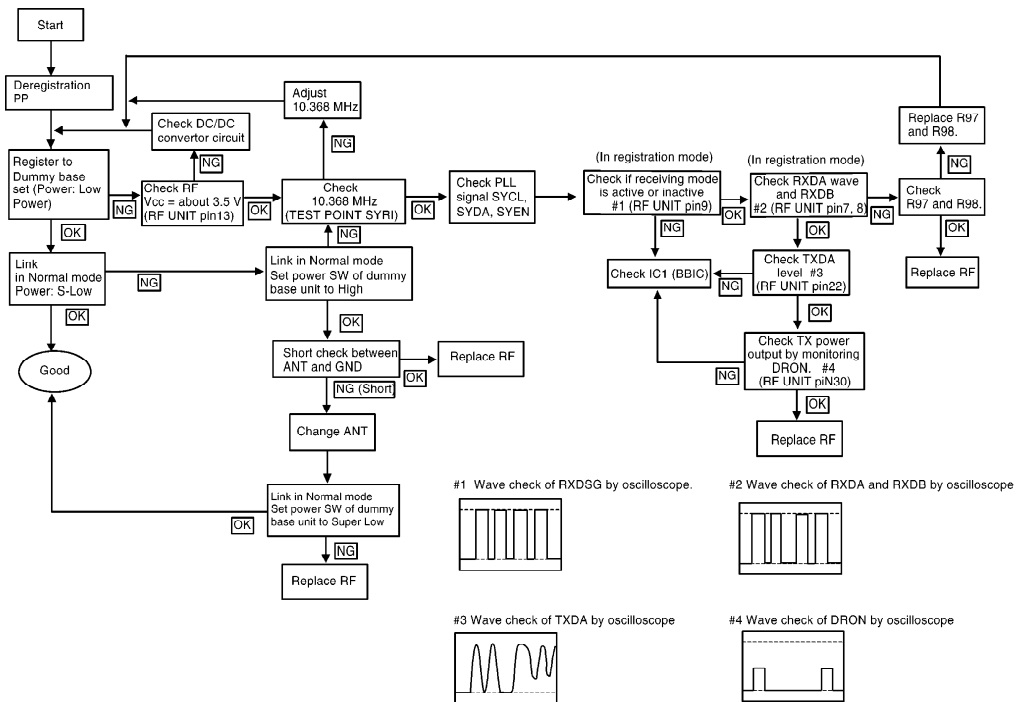 Start
Deregistration
PP
Register to
Dummy base
set (Power: Low
Power)
NG
OK
Check DC/DC
convertor circuit
NG
Check RF
Vcc = about 3.5 V
(RF UNIT pin13)
OK
Adjust
10.368 MHz
NG
Check
10.368 MHz
(TEST POINT SYRI)
OK
NG
Check PLL
signal SYCL,
SYDA, SYEN
(In registration mode)
Check if receiving mode
is active or inactive
#1 (RF UNIT pin9)
OK
NG
(In registration mode)
Check RXDA wave
and RXDB
#2 (RF UNIT pin7, 8)
NG
OK
Replace R97
and R98.
NG
Check
R97 and R98.
OK
Replace RF
Link
in Normal mode
Power: S-Low
NG
OK
Good
Link in Normal mode
Set power SW of dummy
base unit to High
OK
Short check between
ANT and GND
OK
Replace RF
NG (Short)
Change ANT
Link in Normal mode
Set power SW of dummy
base unit to Super Low
OK
NG
Replace RF
Check IC1 (BBIC)
NG
Check TXDA
level #3
(RF UNIT pin22)
OK
Check TX power
output by monitoring
DRON. #4
(RF UNIT piN30)
NG
OK
Replace RF
#1 Wave check of RXDSG by oscilloscope.
#2 Wave check of RXDA and RXDB by oscilloscope
#3 Wave check of TXDA by oscilloscope
#4 Wave check of DRON by oscilloscope